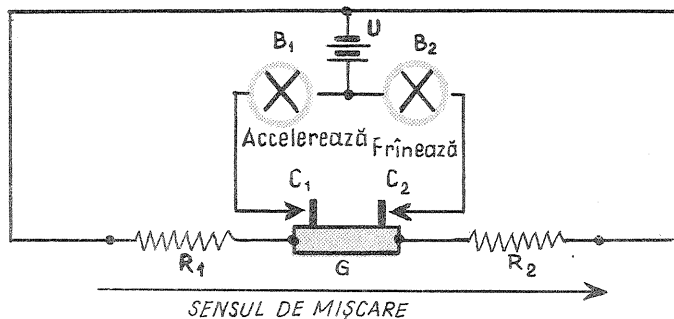 U
B1
B2
Accelerează
Frînează
C1
C2
R1
G
R2
SENSUL DE MIȘCARE